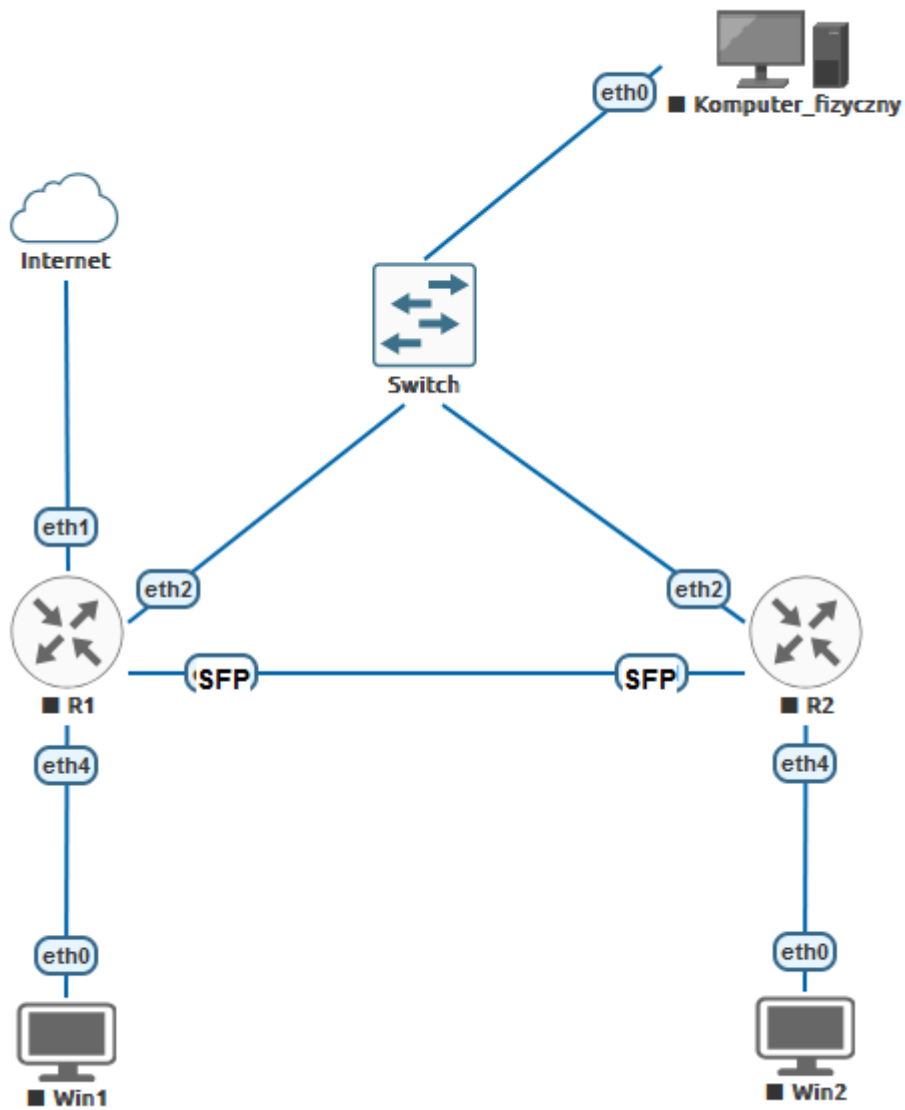 eth0
Komputer_fizyczny
Internet
Switch
eth1
eth2
eth2
SFP
SFP
R1
R2
eth4
eth4
eth0
eth0
Win1
Win2